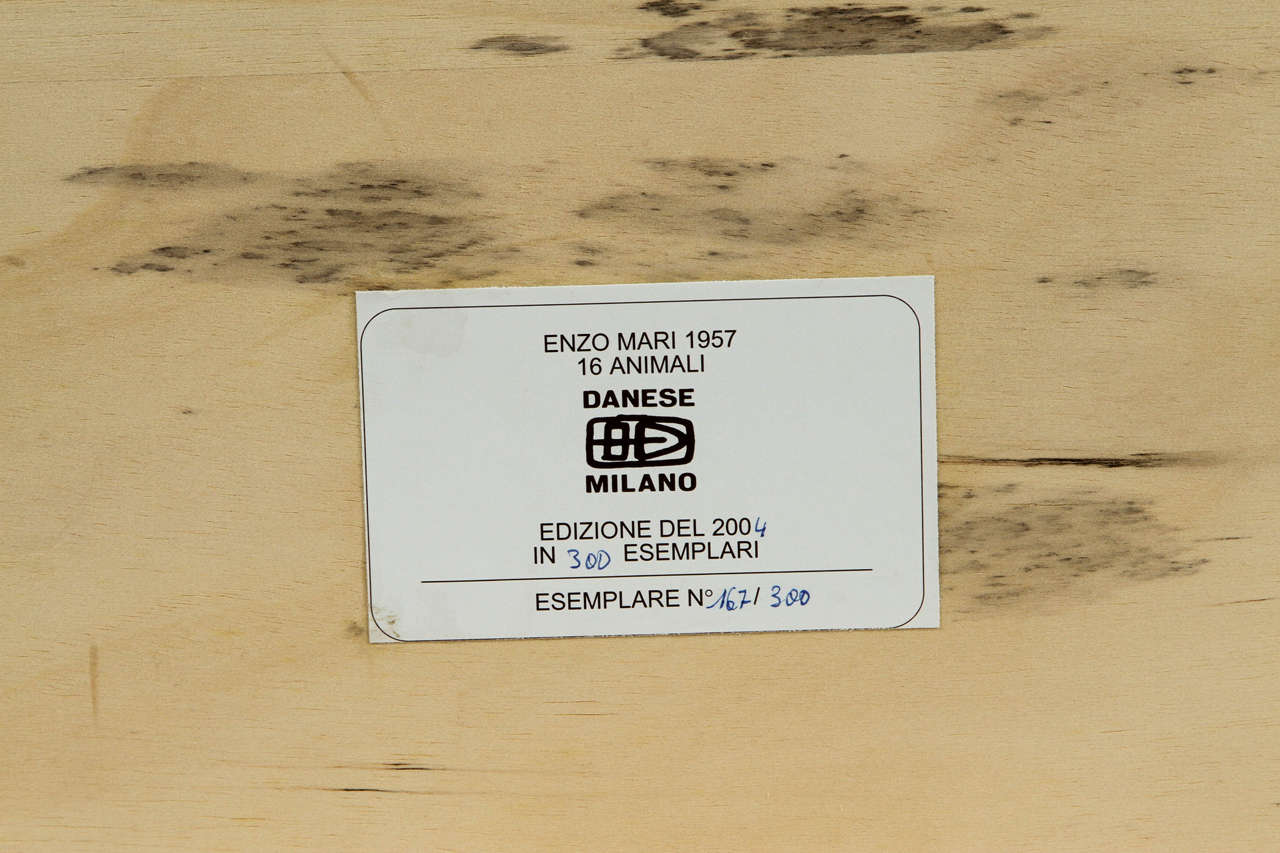 ENZO MARI 1957
16 ANIMALI
DANESE
MILANO
EDIZIONE DEL 2004
IN 300 ESEMPLARI
ESEMPLARE N° 167/ 300